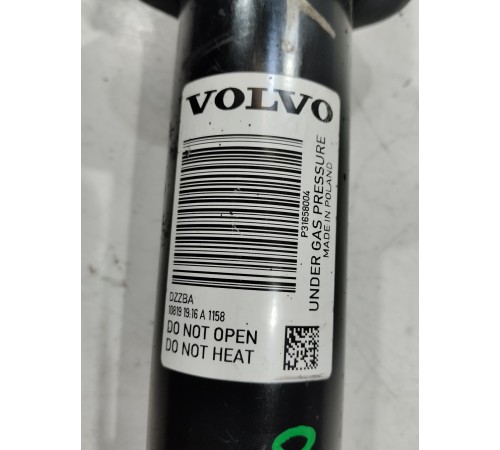 VOLVO
P31658004
UNDER GAS PRESSURE
MADE IN POLAND
DZZBA
10819 19:16 A 1158
DO NOT OPEN
DO NOT HEAT